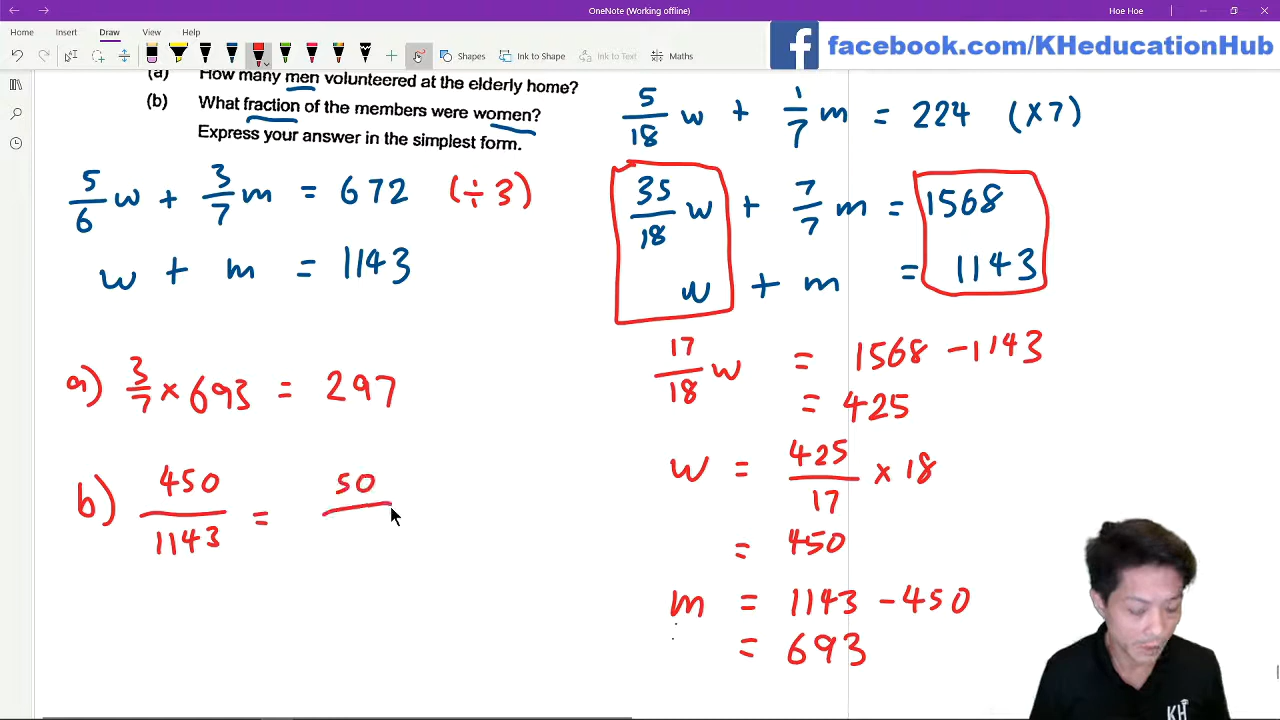 OneNote (Working offline)
Hoe Hoe
Home Insert Draw View Help
Shapes Ink to Shape Ink to Text Maths
facebook.com/KHeducationHub
(a) How many men volunteered at the elderly home?
(b) What fraction of the members were women?
Express your answer in the simplest form.
5/6 w + 3/7 m = 672 (÷3)
w + m = 1143
a) 3/7 × 693 = 297
b) 450/1143 = 50
5/18 w + 1/7 m = 224 (×7)
35/18 w + 7/7 m = 1568
w + m = 1143
17/18 w = 1568 - 1143
= 425
w = 425/17 × 18
= 450
m = 1143 - 450
= 693
KH